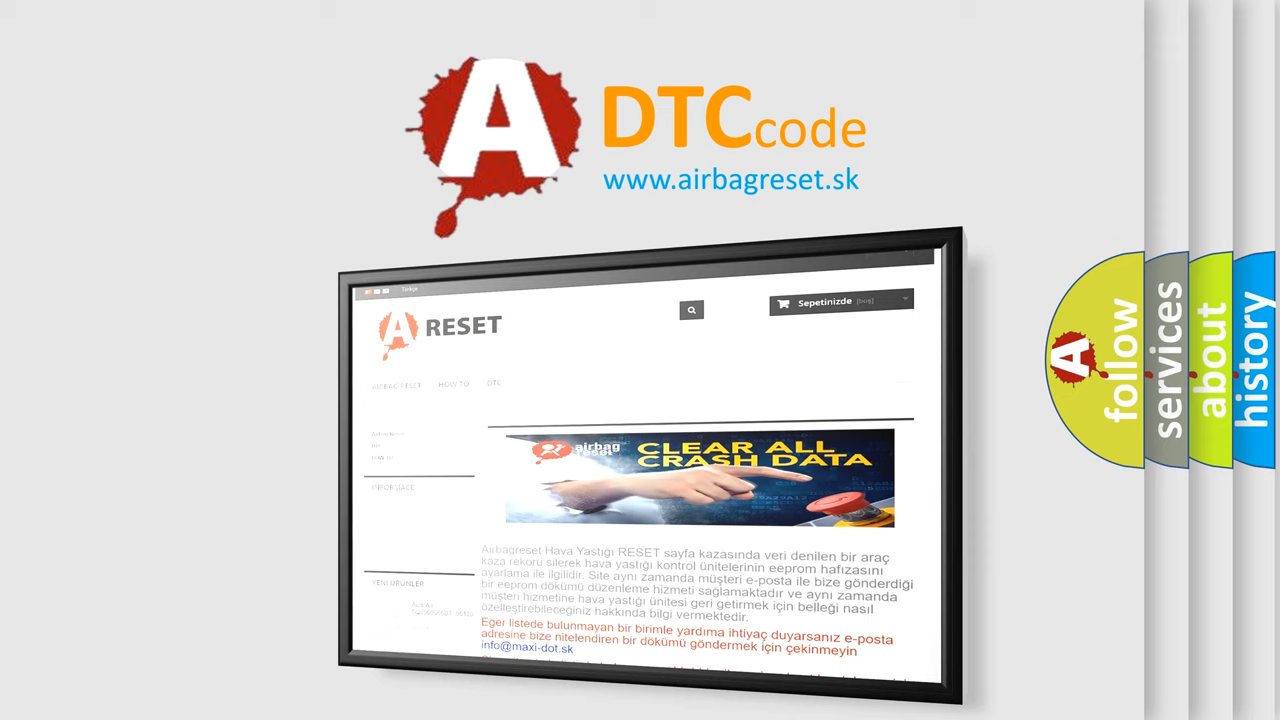 A DTCcode
www.airbagreset.sk
Türkçe
A RESET
Sepetinizde
AIRBAG RESET HOW TO DTC
HOW TO
INFORMACE
airbag
reset
CLEAR ALL
CRASH DATA
Airbagreset Hava Yastığı RESET sayfa kazasında veri denilen bir araç
kaza rekoru silerek hava yastığı kontrol ünitelerinin eeprom hafızasını
ayarlama ile ilgilidir. Site aynı zamanda müşteri e-posta ile bize gönderdiği
bir eeprom dökümü düzenleme hizmeti sağlamaktadır ve aynı zamanda
müşteri hizmetine hava yastığı ünitesi geri getirmek için belleği nasıl
özelleştirebileceğiniz hakkında bilgi vermektedir.
Eğer listede bulunmayan bir birimle yardıma ihtiyaç duyarsanız e-posta
adresine bize nitelendiren bir dökümü göndermek için çekinmeyin
info@maxi-dot.sk
YENI ÜRÜNLER
A follow
services
about
history